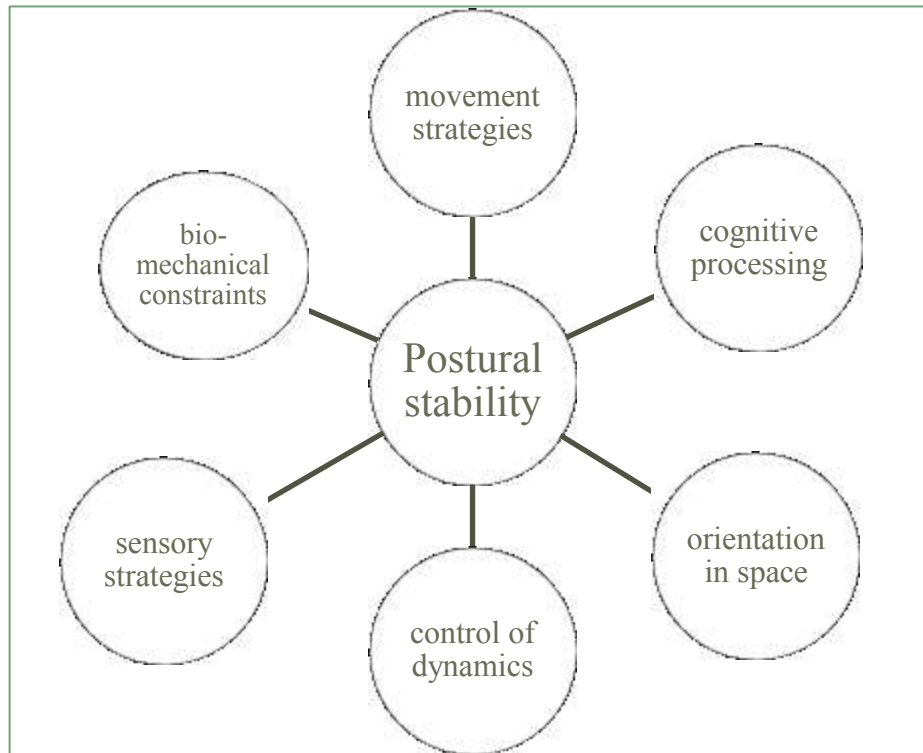 movement
strategies
cognitive
processing
bio-
mechanical
constraints
Postural
stability
sensory
strategies
orientation
in space
control of
dynamics